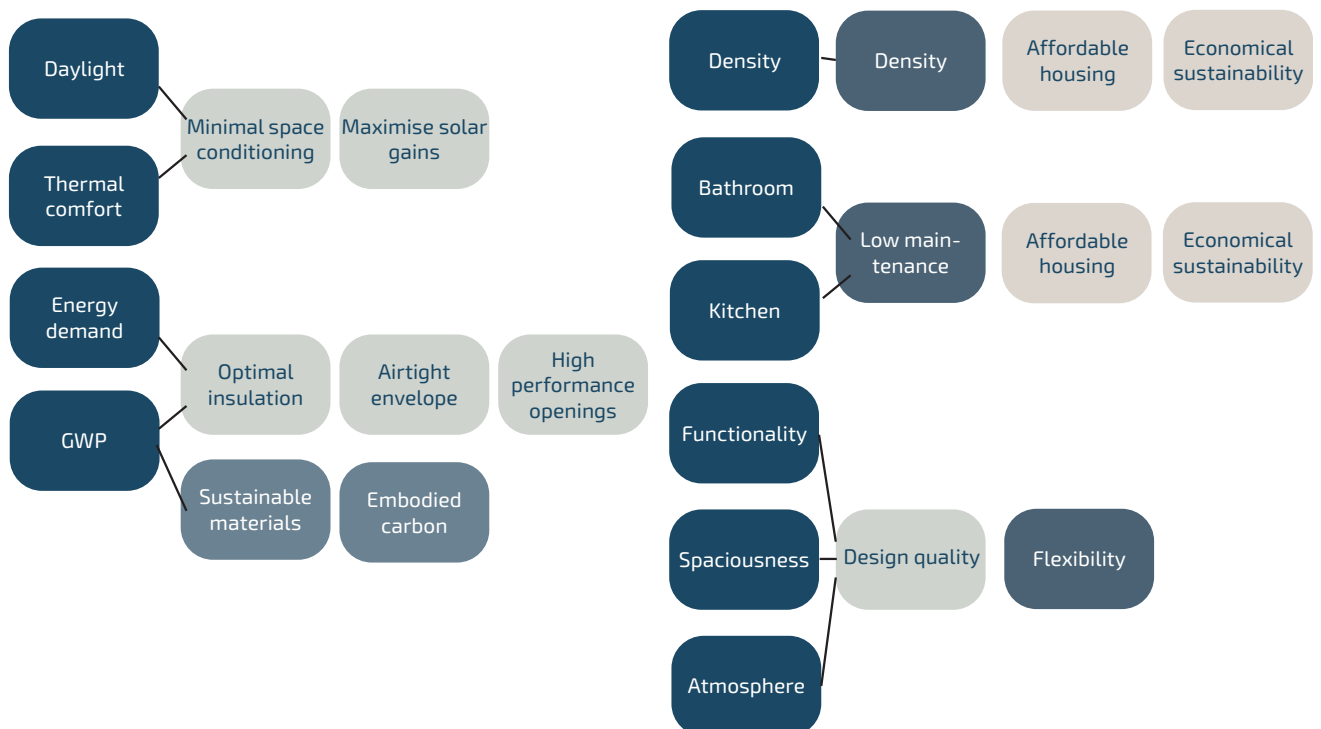 Daylight
Minimal space
conditioning
Maximise solar
gains
Thermal
comfort
Energy
demand
Optimal
insulation
Airtight
envelope
High
performance
openings
GWP
Sustainable
materials
Embodied
carbon
Density
Density
Affordable
housing
Economical
sustainability
Bathroom
Low main-
tenance
Affordable
housing
Economical
sustainability
Kitchen
Functionality
Spaciousness
Design quality
Flexibility
Atmosphere